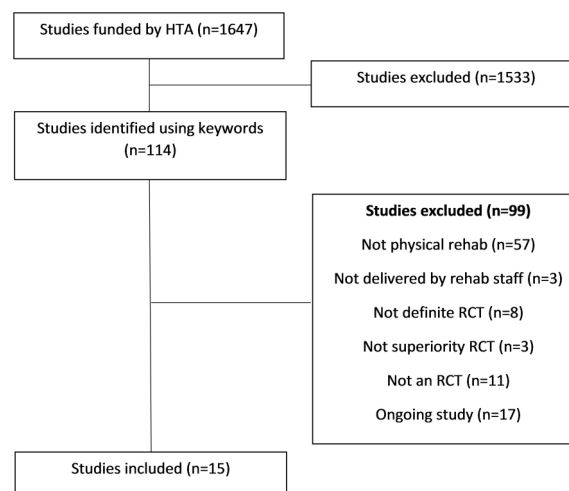 Studies funded by HTA (n=1647)
Studies excluded (n=1533)
Studies identified using keywords
(n=114)
Studies excluded (n=99)
Not physical rehab (n=57)
Not delivered by rehab staff (n=3)
Not definite RCT (n=8)
Not superiority RCT (n=3)
Not an RCT (n=11)
Ongoing study (n=17)
Studies included (n=15)